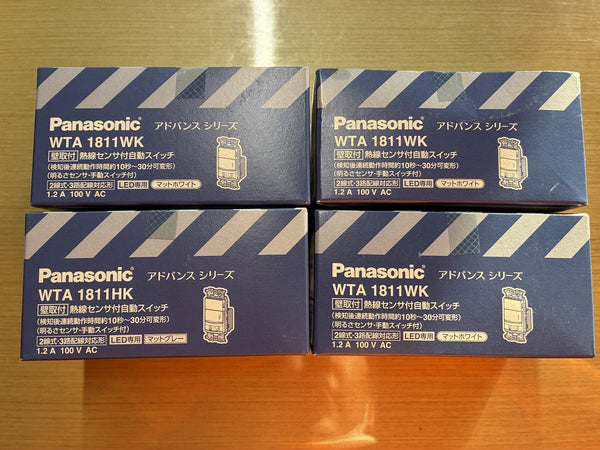 Panasonic アドバンス シリーズ
WTA 1811WK
壁取付 熱線センサ付自動スイッチ
(検知後連続動作時間約10秒〜30分可変形)
(明るさセンサ・手動スイッチ付)
2線式・3路配線対応形 LED専用 マットホワイト
1.2 A 100 V AC
Panasonic アドバンス シリーズ
WTA 1811WK
壁取付 熱線センサ付自動スイッチ
(検知後連続動作時間約10秒〜30分可変形)
(明るさセンサ・手動スイッチ付)
2線式・3路配線対応形 LED専用 マットホワイト
1.2 A 100 V AC
Panasonic アドバンス シリーズ
WTA 1811HK
壁取付 熱線センサ付自動スイッチ
(検知後連続動作時間約10秒〜30分可変形)
(明るさセンサ・手動スイッチ付)
2線式・3路配線対応形 LED専用 マットグレー
1.2 A 100 V AC
Panasonic アドバンス シリーズ
WTA 1811WK
壁取付 熱線センサ付自動スイッチ
(検知後連続動作時間約10秒〜30分可変形)
(明るさセンサ・手動スイッチ付)
2線式・3路配線対応形 LED専用 マットホワイト
1.2 A 100 V AC